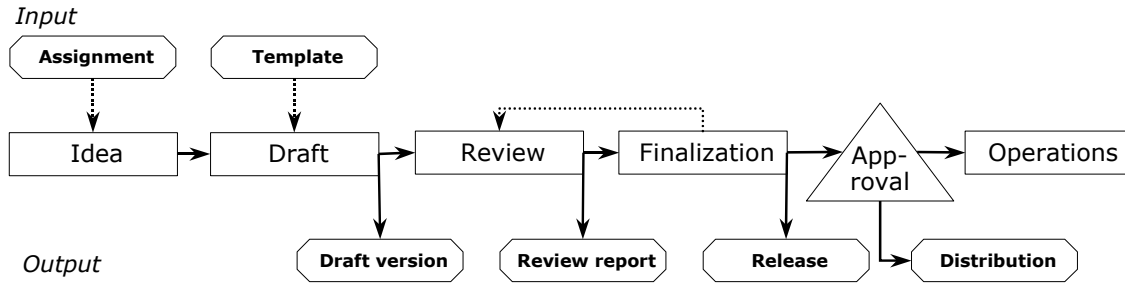 Input
Assignment
Template
Idea
Draft
Review
Finalization
App-
roval
Operations
Draft version
Review report
Release
Distribution
Output